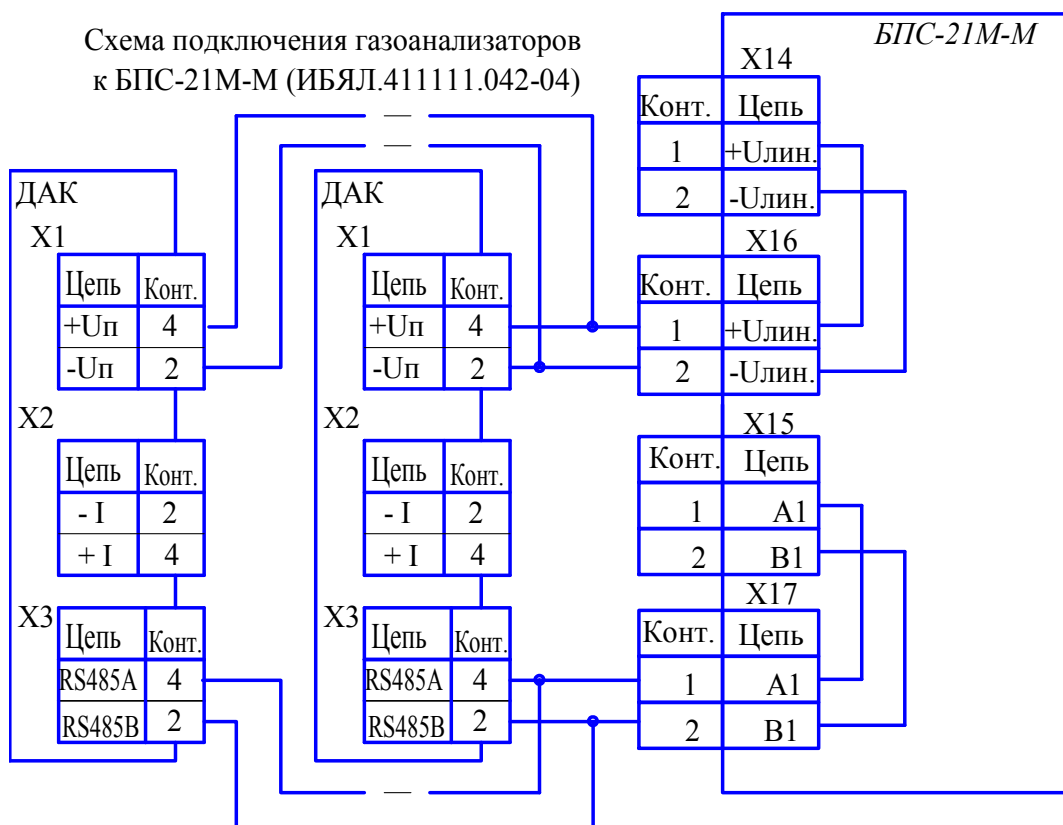 Схема подключения газоанализаторов
к БПС-21М-М (ИБЯЛ.411111.042-04)
БПС-21М-М
ДАК
X1
Цепь Конт.
+Uп 4
-Uп 2
X2
Цепь Конт.
- I 2
+ I 4
X3
Цепь Конт.
RS485A 4
RS485B 2
ДАК
X1
Цепь Конт.
+Uп 4
-Uп 2
X2
Цепь Конт.
- I 2
+ I 4
X3
Цепь Конт.
RS485A 4
RS485B 2
X14
Конт. Цепь
1 +Uлин.
2 -Uлин.
X16
Конт. Цепь
1 +Uлин.
2 -Uлин.
X15
Конт. Цепь
1 A1
2 B1
X17
Конт. Цепь
1 A1
2 B1